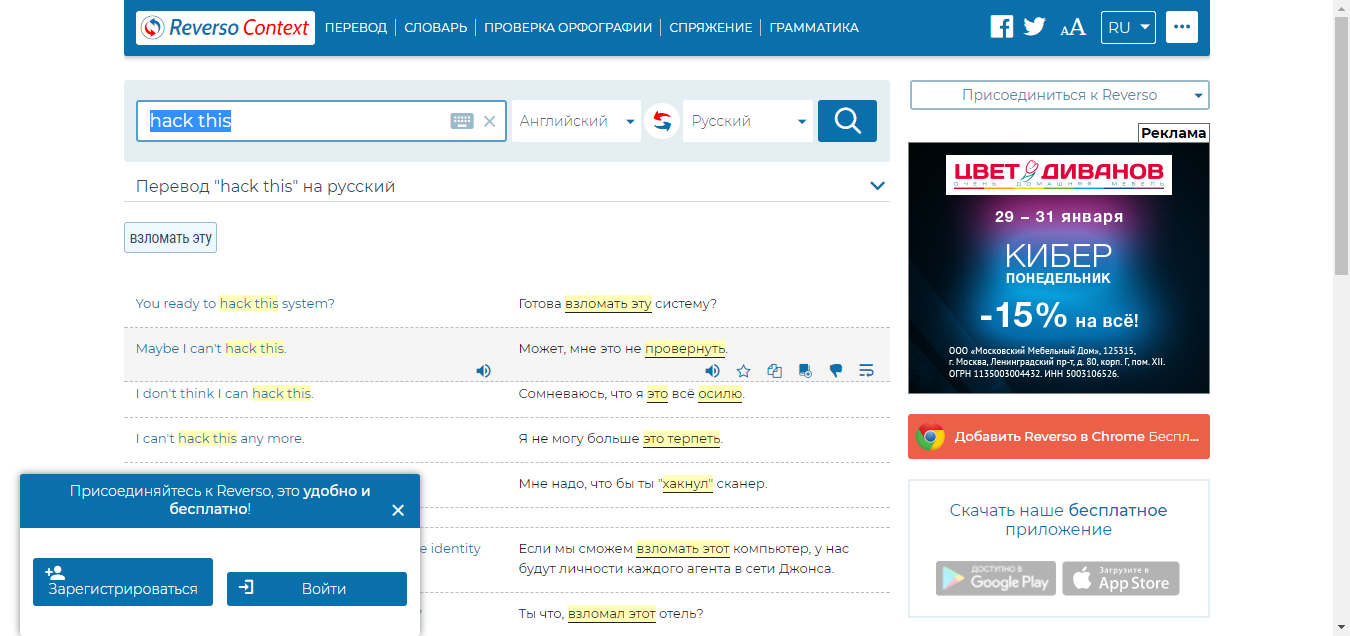 Reverso Context ПЕРЕВОД СЛОВАРЬ ПРОВЕРКА ОРФОГРАФИИ СПРЯЖЕНИЕ ГРАММАТИКА AA RU
hack this Английский Русский
Перевод "hack this" на русский
взломать эту
You ready to hack this system? Готова взломать эту систему?
Maybe I can't hack this. Может, мне это не провернуть.
I don't think I can hack this. Сомневаюсь, что я это всё осилю.
I can't hack this any more. Я не могу больше это терпеть.
Мне надо, что бы ты "хакнул" сканер.
e identity Если мы сможем взломать этот компьютер, у нас
будут личности каждого агента в сети Джонса.
? Ты что, взломал этот отель?
Присоединяйтесь к Reverso, это удобно и
бесплатно!
Зарегистрироваться
Войти
Присоединиться к Reverso
Реклама
ЦВЕТ ДИВАНОВ
ОЧЕНЬ ДОМАШНЯЯ МЕБЕЛЬ
29 – 31 января
КИБЕР
ПОНЕДЕЛЬНИК
-15% на всё!
ООО «Московский Мебельный Дом», 125315,
г. Москва, Ленинградский пр-т, д. 80, корп. Г, пом. XII.
ОГРН 1135003004432. ИНН 5003106526.
Добавить Reverso в Chrome Беспл...
Скачать наше бесплатное
приложение
ДОСТУПНО В
Google Play
Загрузите в
App Store